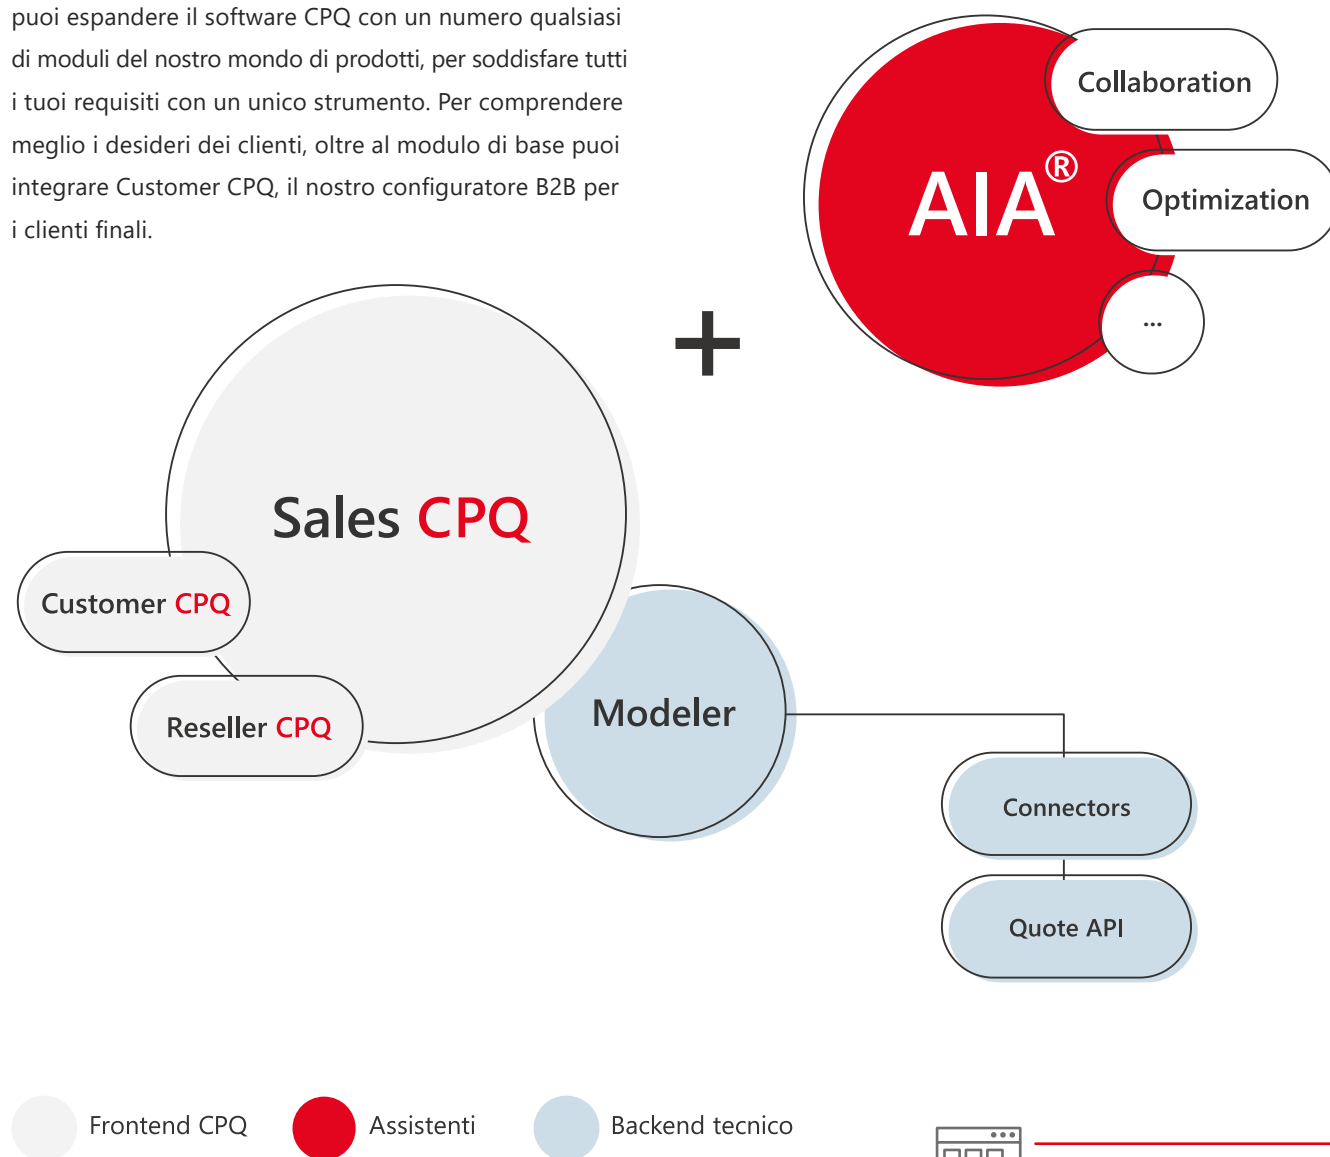 puoi espandere il software CPQ con un numero qualsiasi
di moduli del nostro mondo di prodotti, per soddisfare tutti
i tuoi requisiti con un unico strumento. Per comprendere
meglio i desideri dei clienti, oltre al modulo di base puoi
integrare Customer CPQ, il nostro configuratore B2B per
i clienti finali.
Collaboration
AIA®
Optimization
...
+
Sales CPQ
Customer CPQ
Reseller CPQ
Modeler
Connectors
Quote API
Frontend CPQ
Assistenti
Backend tecnico